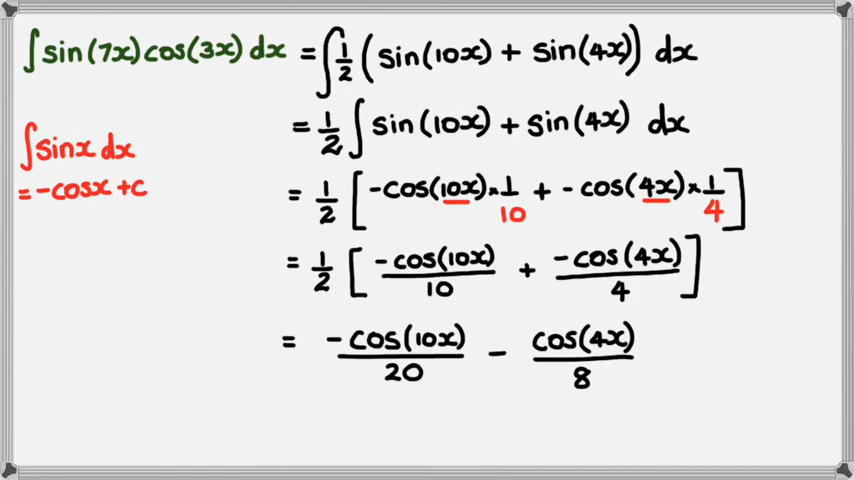 ∫sin(7x)cos(3x) dx = ∫1/2 (sin(10x) + sin(4x)) dx
= 1/2 ∫ sin(10x) + sin(4x) dx
∫sinx dx
= -cosx + c
= 1/2 [-cos(10x) × 1/10 + -cos(4x) × 1/4]
= 1/2 [-cos(10x)/10 + -cos(4x)/4]
= -cos(10x)/20 - cos(4x)/8